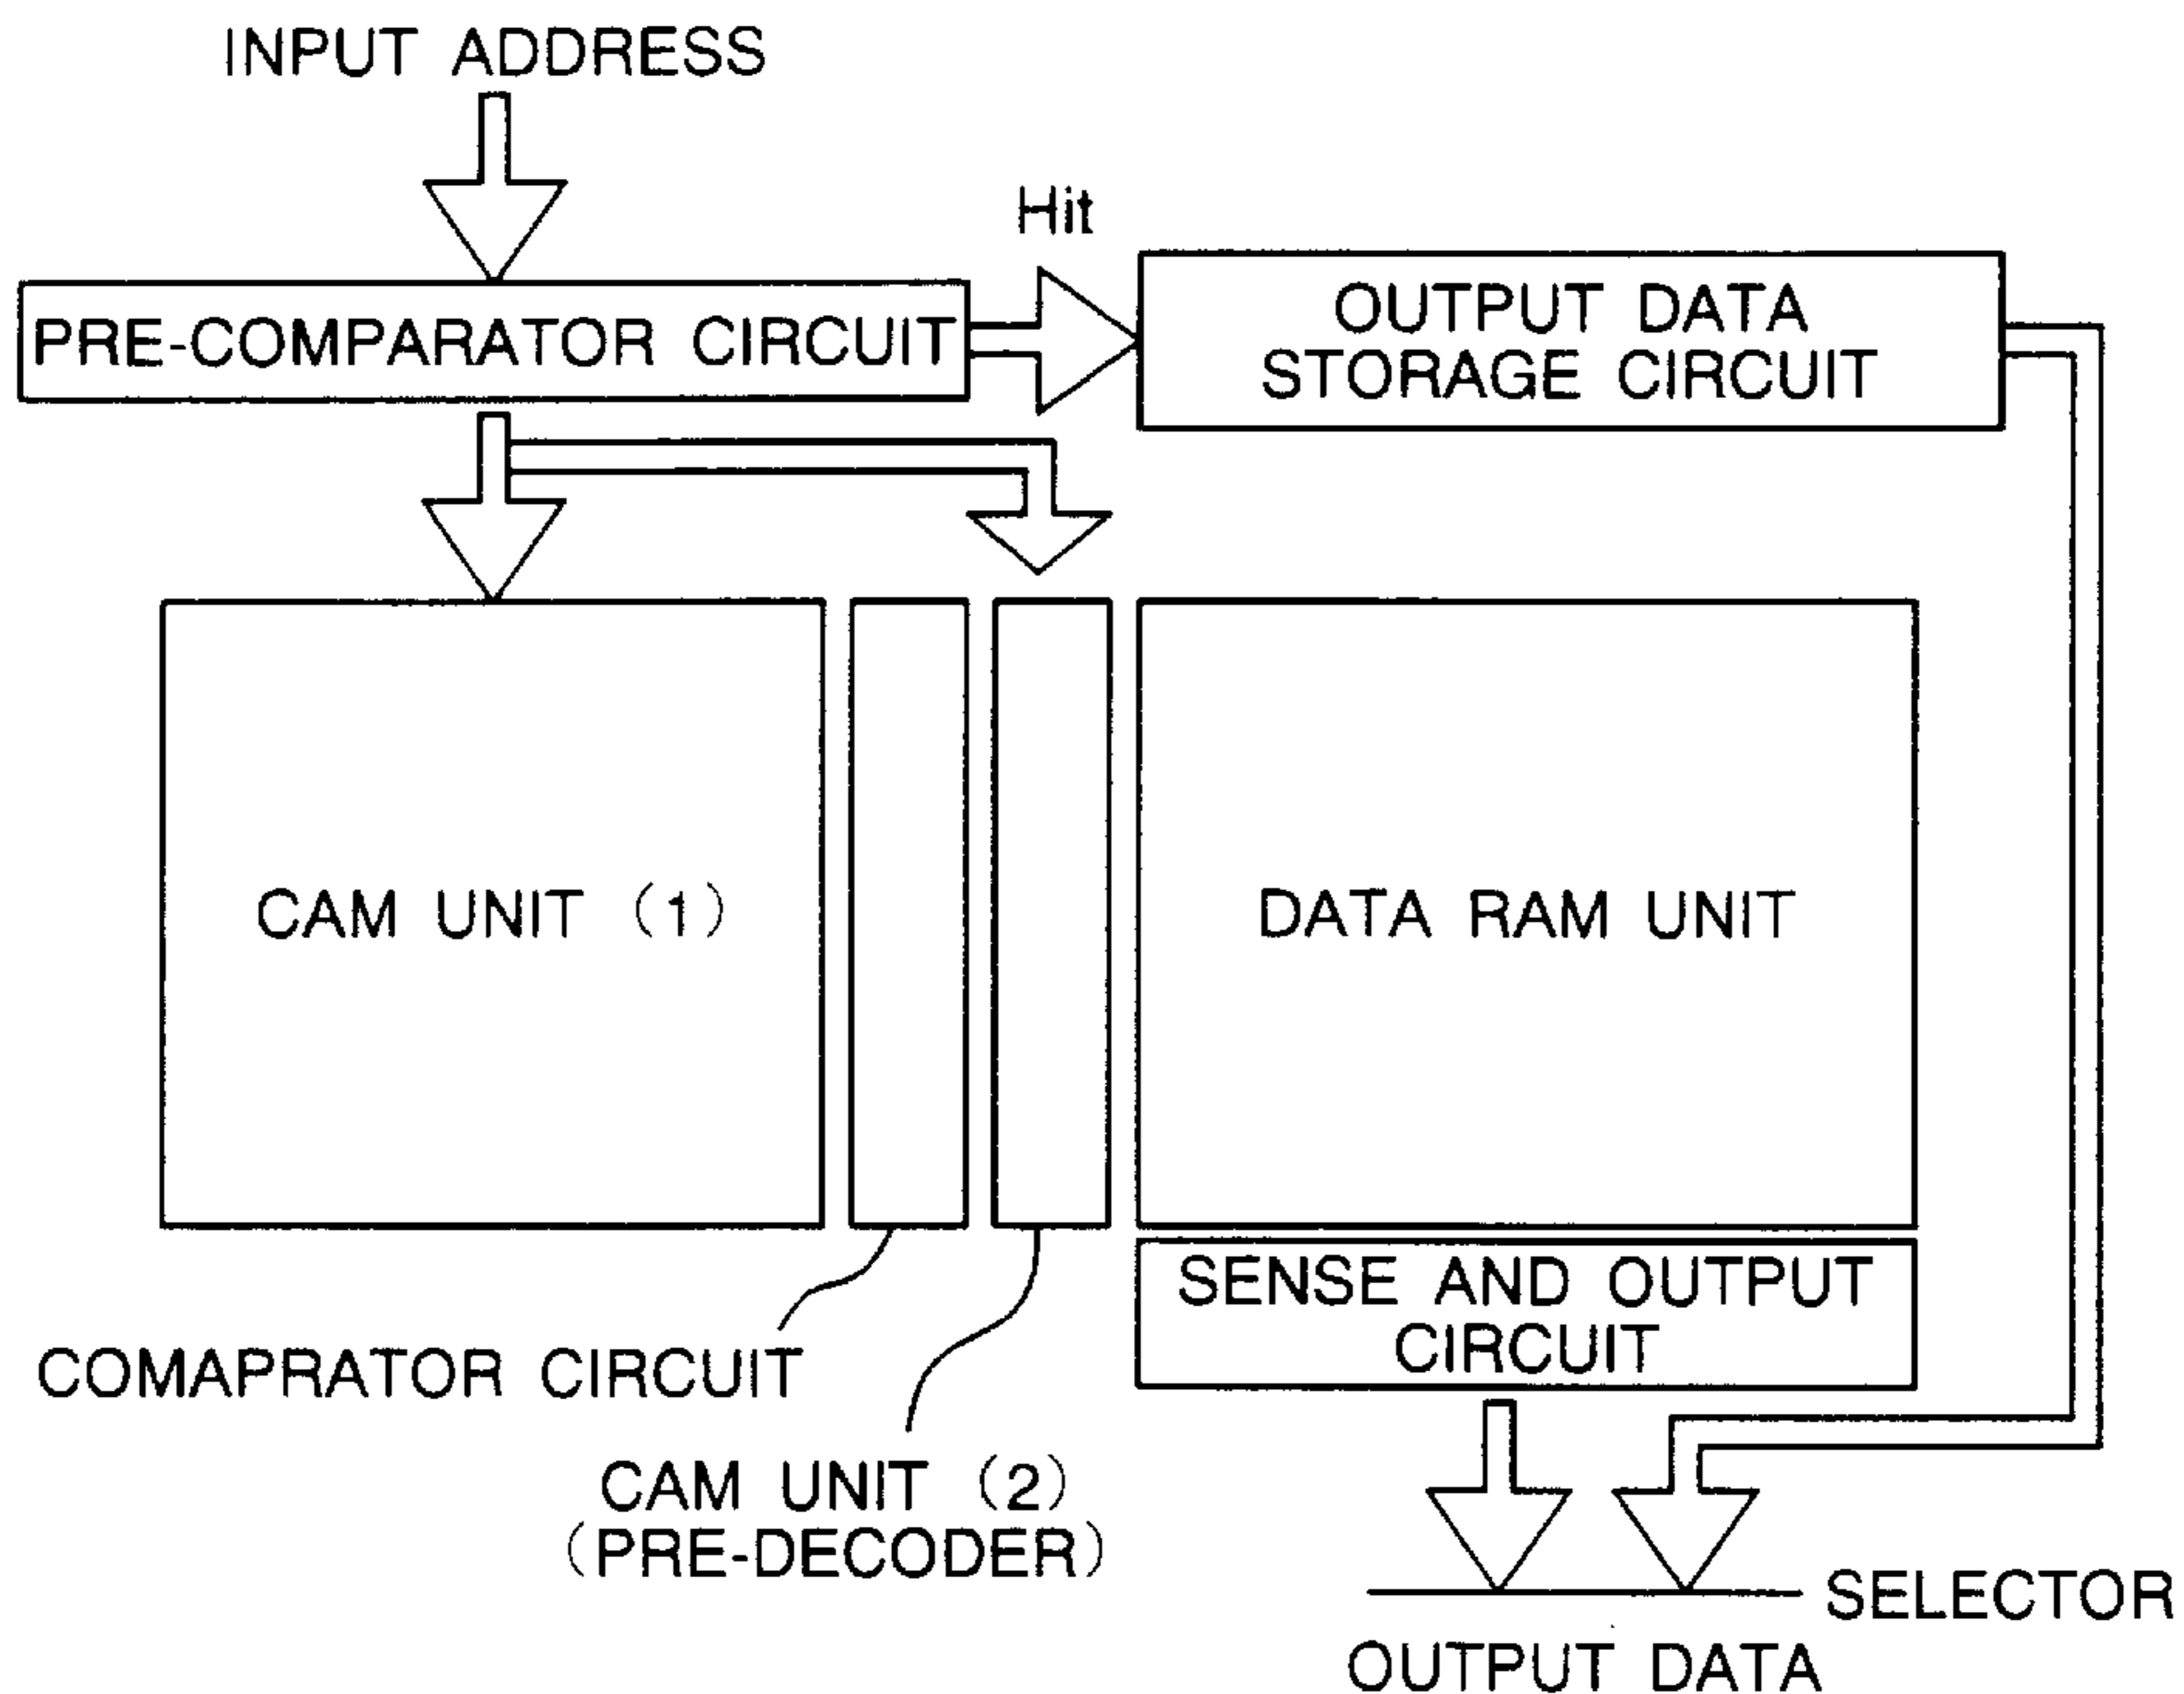 INPUT ADDRESS
Hit
PRE-COMPARATOR CIRCUIT
OUTPUT DATA
STORAGE CIRCUIT
CAM UNIT (1)
DATA RAM UNIT
SENSE AND OUTPUT
CIRCUIT
COMAPRATOR CIRCUIT
CAM UNIT (2)
(PRE-DECODER)
SELECTOR
OUTPUT DATA